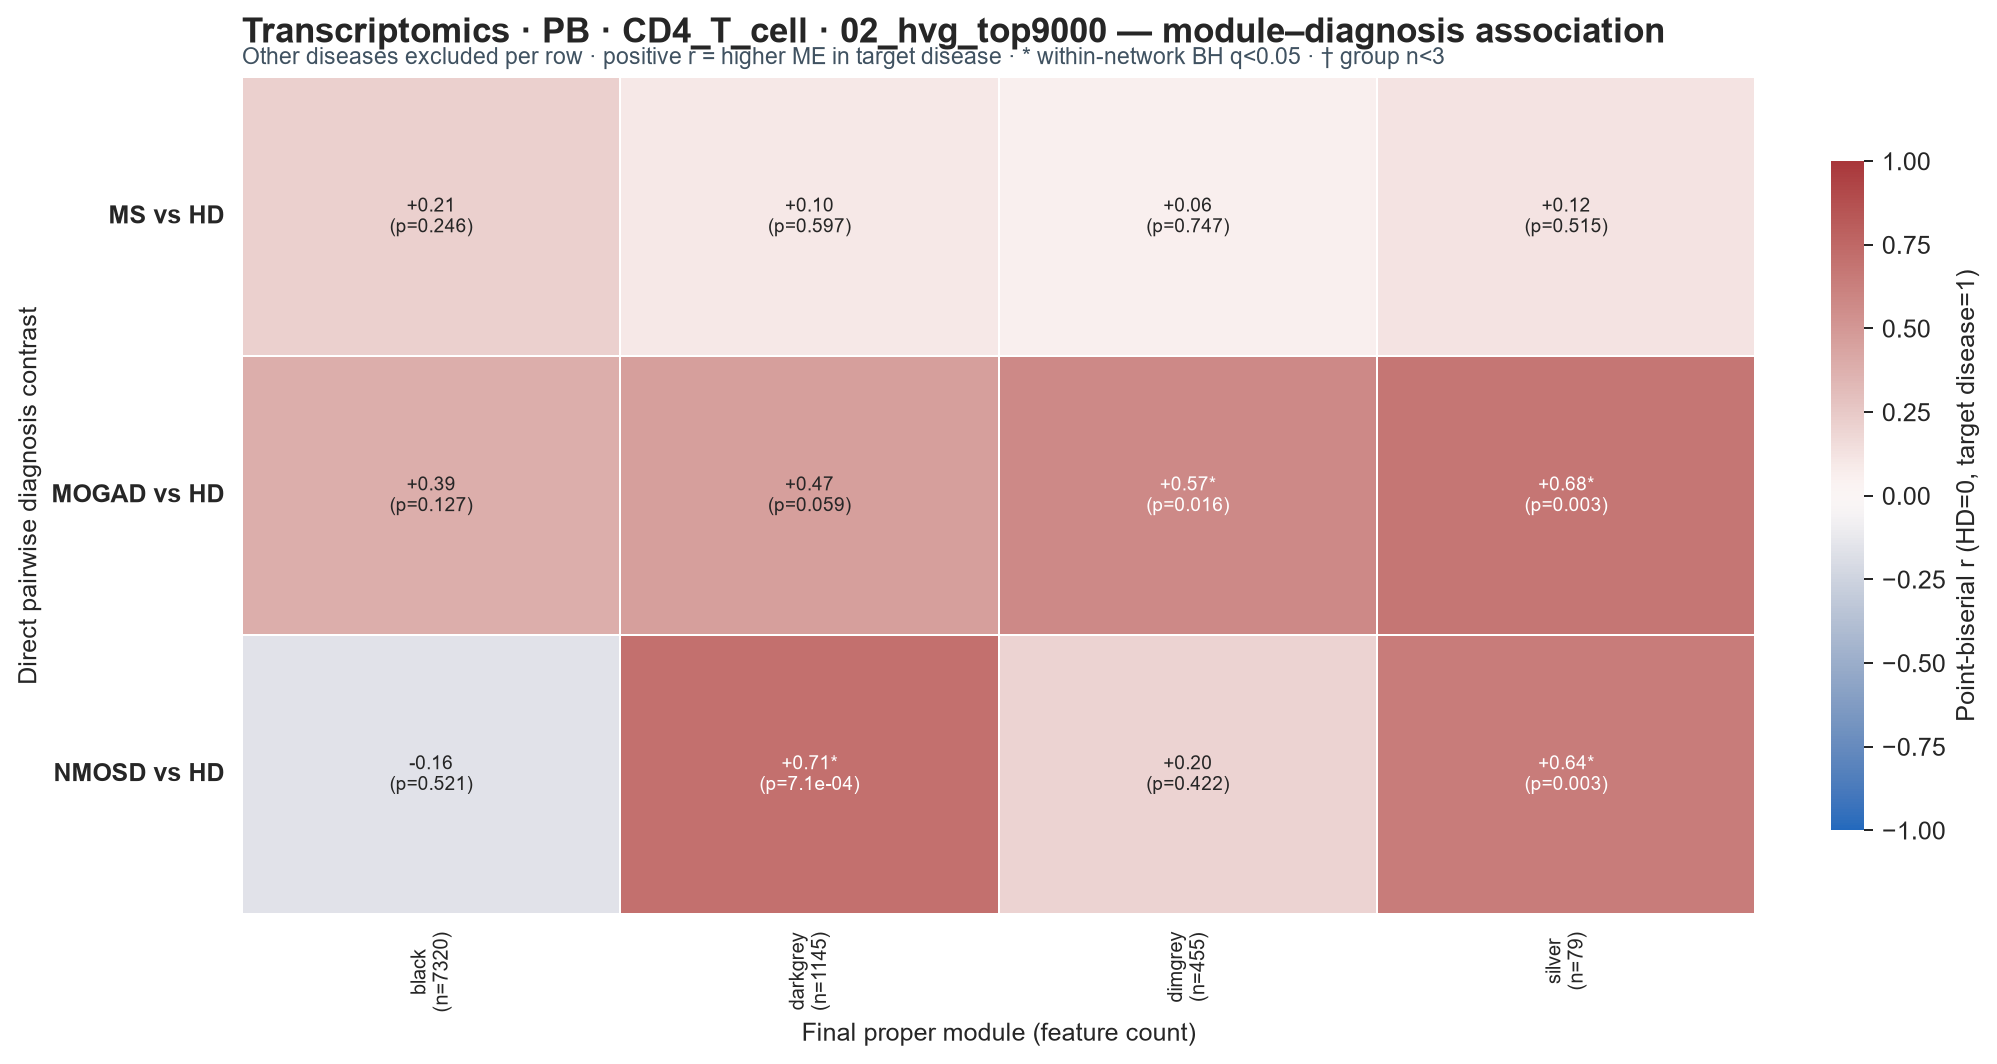 Transcriptomics · PB · CD4_T_cell · 02_hvg_top9000 — module–diagnosis association
Other diseases excluded per row · positive r = higher ME in target disease · * within-network BH q<0.05 · † group n<3
Direct pairwise diagnosis contrast
MS vs HD
+0.21
(p=0.246)
+0.10
(p=0.597)
+0.06
(p=0.747)
+0.12
(p=0.515)
MOGAD vs HD
+0.39
(p=0.127)
+0.47
(p=0.059)
+0.57*
(p=0.016)
+0.68*
(p=0.003)
NMOSD vs HD
-0.16
(p=0.521)
+0.71*
(p=7.1e-04)
+0.20
(p=0.422)
+0.64*
(p=0.003)
black
(n=7320)
darkgrey
(n=1145)
dimgrey
(n=455)
silver
(n=79)
Final proper module (feature count)
1.00
0.75
0.50
0.25
0.00
−0.25
−0.50
−0.75
−1.00
Point-biserial r (HD=0, target disease=1)